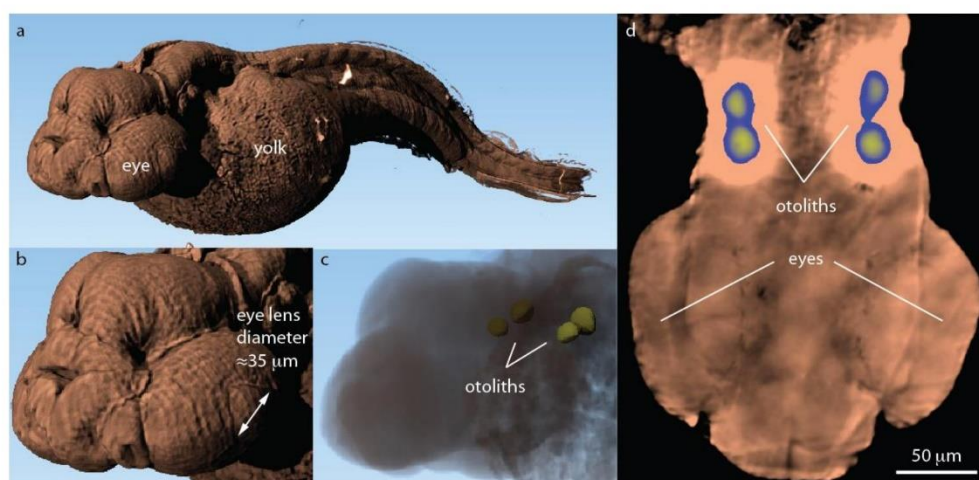 a
eye
yolk
b
eye lens
diameter
≈35 μm
c
otoliths
d
otoliths
eyes
50 μm